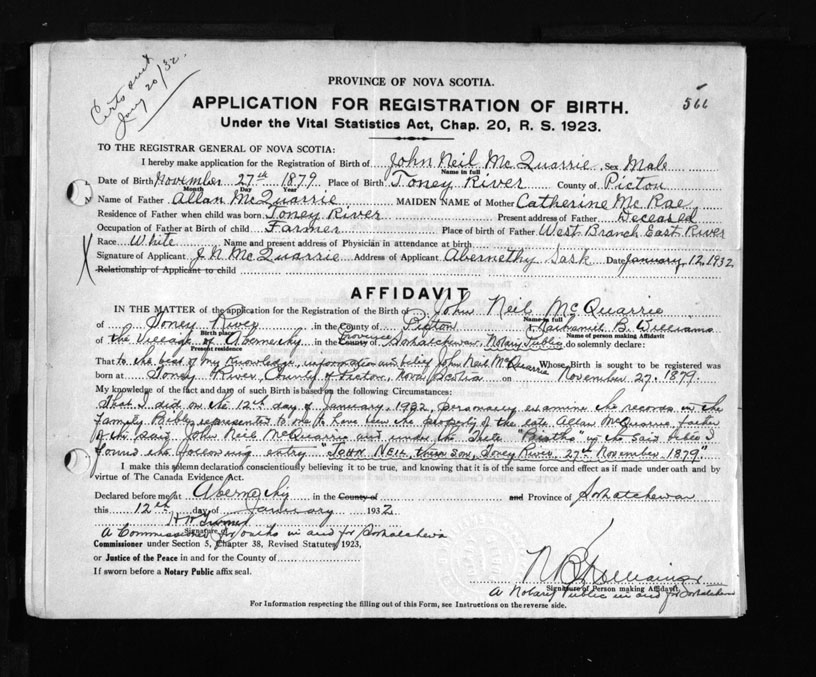 Certs sent
Jany 20/32
PROVINCE OF NOVA SCOTIA.
APPLICATION FOR REGISTRATION OF BIRTH.
566
Under the Vital Statistics Act, Chap. 20, R. S. 1923.
TO THE REGISTRAR GENERAL OF NOVA SCOTIA:
I hereby make application for the Registration of Birth of John Neil McQuarrie Sex Male
Name in full
Date of Birth November 27th 1879 Place of Birth Toney River County of Pictou
Month Day Year
Name of Father Allan McQuarrie MAIDEN NAME of Mother Catherine McRae
Residence of Father when child was born Toney River Present address of Father Deceased
Occupation of Father at Birth of child Farmer Place of birth of Father West Branch East River
Race White Name and present address of Physician in attendance at birth
Signature of Applicant J N McQuarrie Address of Applicant Abernethy Sask Date January 12, 1932
Relationship of Applicant to child
AFFIDAVIT
IN THE MATTER of the application for the Registration of the Birth of John Neil McQuarrie
Name in full
of Toney River in the County of Pictou I, Nathaniel B. Williams
Birth place Name of person making Affidavit
of the Village of Abernethy in the County Province of Saskatchewan, Notary Public do solemnly declare:
Present residence
That to the best of my knowledge, information and belief John Neil McQuarrie Whose Birth is sought to be registered was
born at Toney River, County of Pictou, Nova Scotia on November 27. 1879.
My knowledge of the fact and date of such Birth is based on the following Circumstances:
That I did on the 12th day of January, 1932, personally examine the records in the
Family Bible represented to me to have been the property of the late Allan McQuarrie father
of the said John Neil McQuarrie and under the Title "Births" in the said bible I
found the following entry "John Neil, their son, Toney River 27th November 1879."
I make this solemn declaration conscientiously believing it to be true, and knowing that it is of the same force and effect as if made under oath and by
virtue of The Canada Evidence Act.
Declared before me at Abernethy in the County of and Province of Saskatchewan
this 12th day of January 1932
Signature of
A Commissioner for oaths in and for Saskatchewan
Commissioner under Section 5, Chapter 38, Revised Statutes, 1923,
or Justice of the Peace in and for the County of
If sworn before a Notary Public affix seal.
N B Williams
Signature of Person making Affidavit
A Notary Public in and for Saskatchewan
For Information respecting the filling out of this Form, see Instructions on the reverse side.